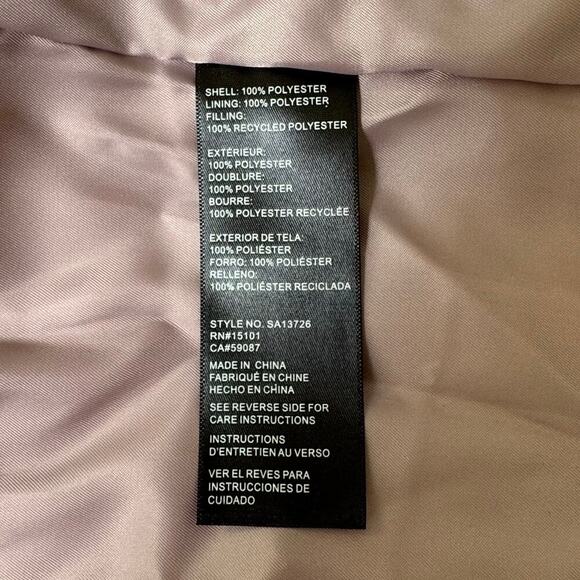 SHELL: 100% POLYESTER
LINING: 100% POLYESTER
FILLING:
100% RECYCLED POLYESTER
EXTÉRIEUR:
100% POLYESTER
DOUBLURE:
100% POLYESTER
BOURRE:
100% POLYESTER RECYCLÉE
EXTERIOR DE TELA:
100% POLIÉSTER
FORRO: 100% POLIÉSTER
RELLENO:
100% POLIÉSTER RECICLADA
STYLE NO. SA13726
RN#15101
CA#59087
MADE IN CHINA
FABRIQUÉ EN CHINE
HECHO EN CHINA
SEE REVERSE SIDE FOR
CARE INSTRUCTIONS
INSTRUCTIONS
D'ENTRETIEN AU VERSO
VER EL REVES PARA
INSTRUCCIONES DE
CUIDADO